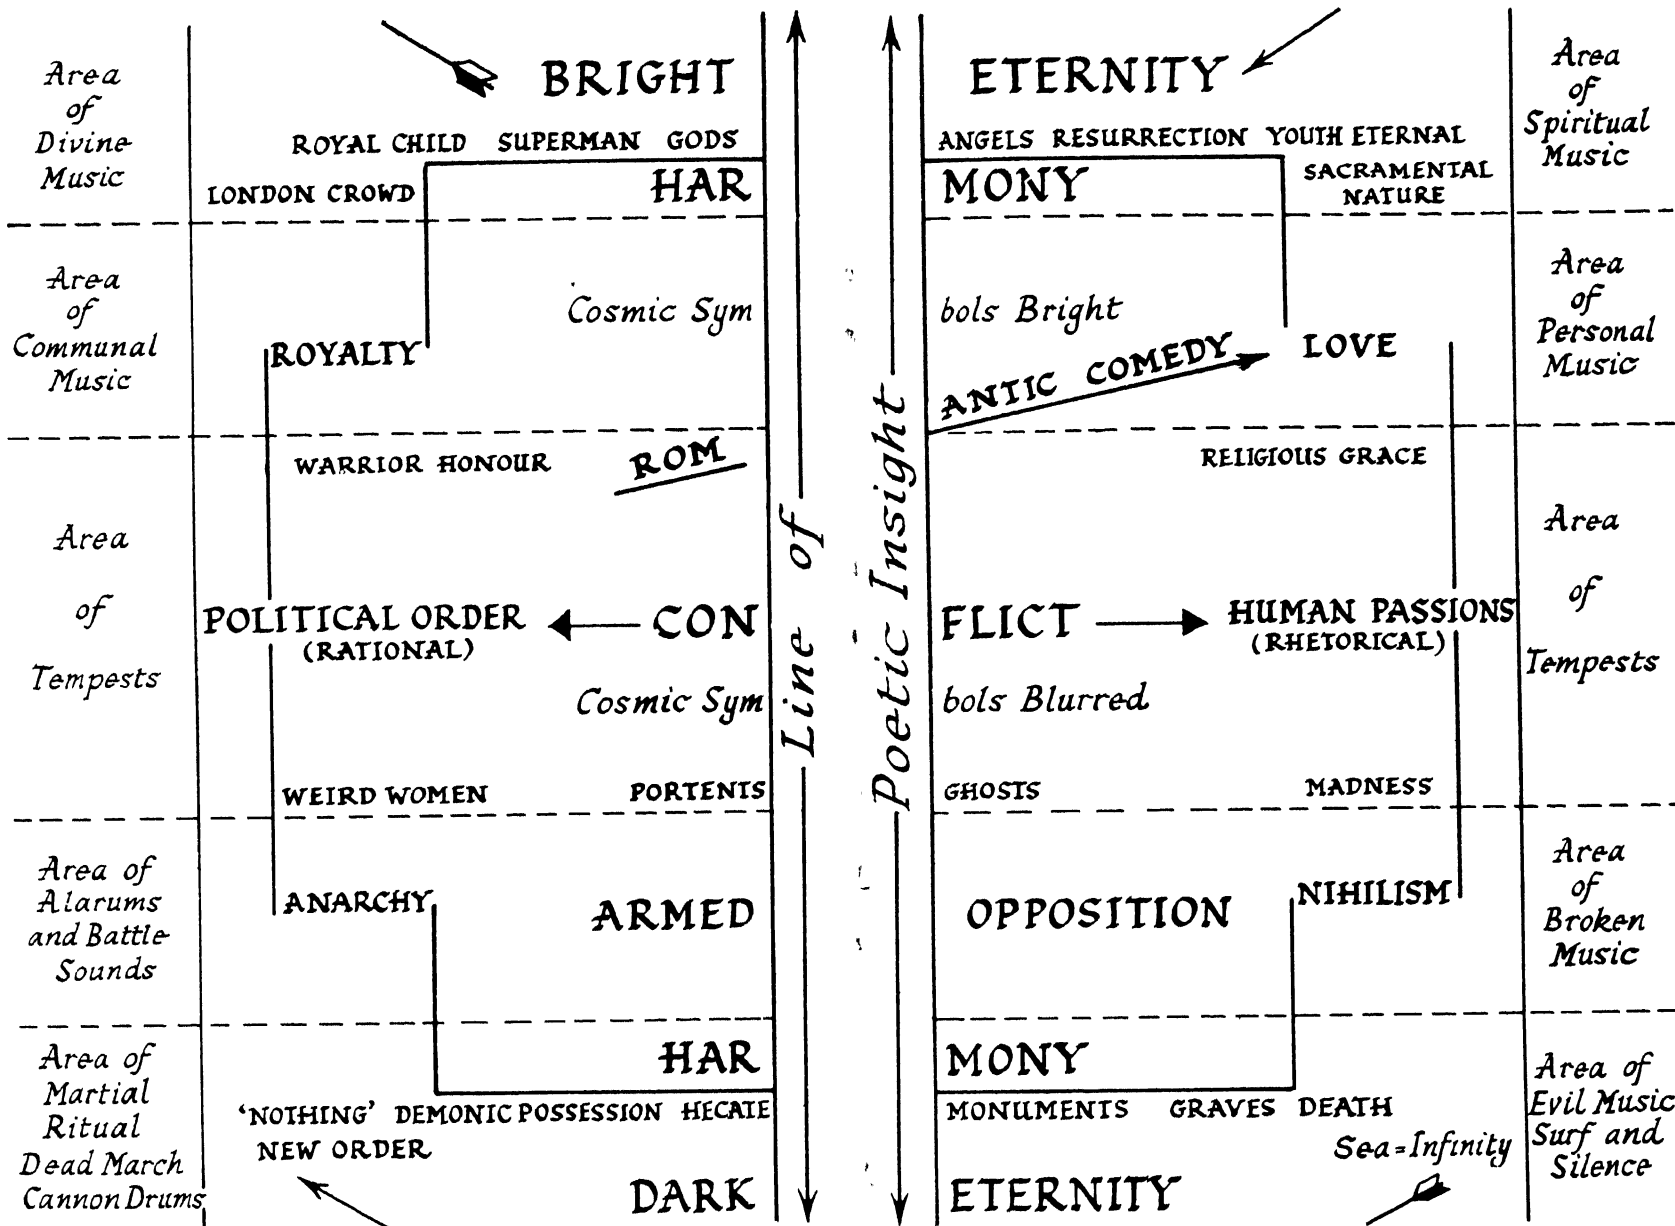 Area
of
Divine
Music
BRIGHT
ETERNITY
Area
of
Spiritual
Music
ROYAL CHILD SUPERMAN GODS
ANGELS RESURRECTION YOUTH ETERNAL
LONDON CROWD
HAR
MONY
SACRAMENTAL
NATURE
Area
of
Communal
Music
Cosmic Sym
bols Bright
Area
of
Personal
Music
ROYALTY
ANTIC COMEDY
LOVE
WARRIOR HONOUR
ROM
RELIGIOUS GRACE
Line of
Poetic Insight
Area
of
Tempests
POLITICAL ORDER
(RATIONAL)
CON
FLICT
HUMAN PASSIONS
(RHETORICAL)
Area
of
Tempests
Cosmic Sym
bols Blurred
WEIRD WOMEN
PORTENTS
GHOSTS
MADNESS
Area of
Alarums
and Battle
Sounds
ANARCHY
ARMED
OPPOSITION
NIHILISM
Area
of
Broken
Music
Area of
Martial
Ritual
Dead March
Cannon Drums
HAR
MONY
'NOTHING' DEMONIC POSSESSION HECATE
NEW ORDER
MONUMENTS GRAVES DEATH
Sea=Infinity
DARK
ETERNITY
Area of
Evil Music
Surf and
Silence